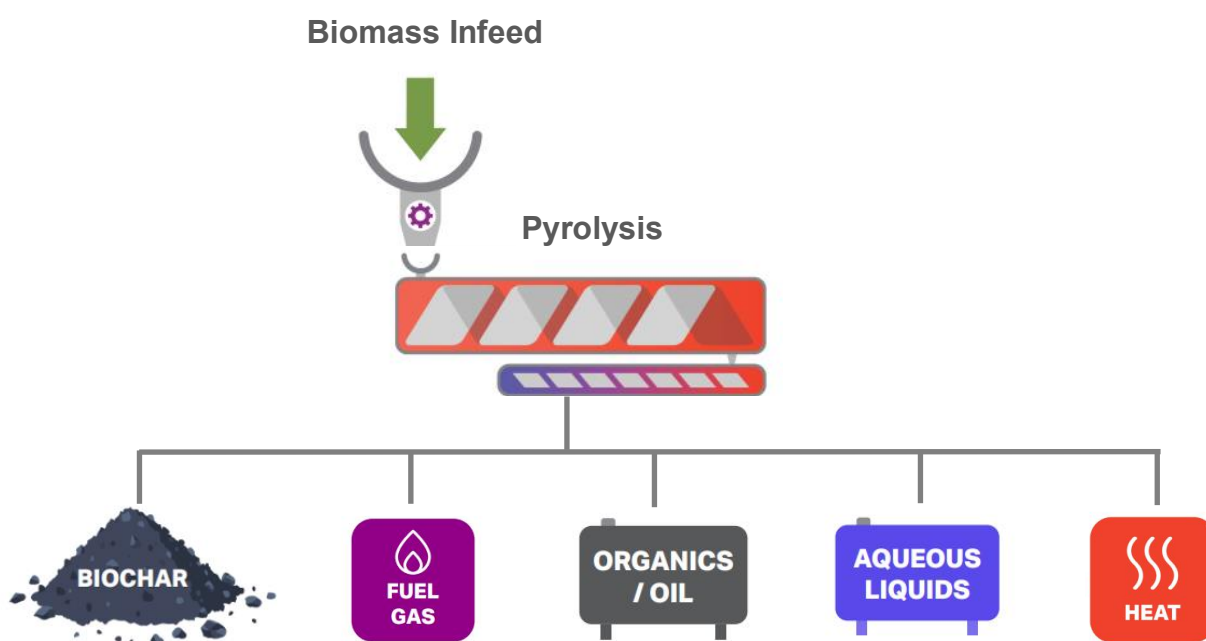 Biomass Infeed
Pyrolysis
BIOCHAR
FUEL
GAS
ORGANICS
/ OIL
AQUEOUS
LIQUIDS
HEAT